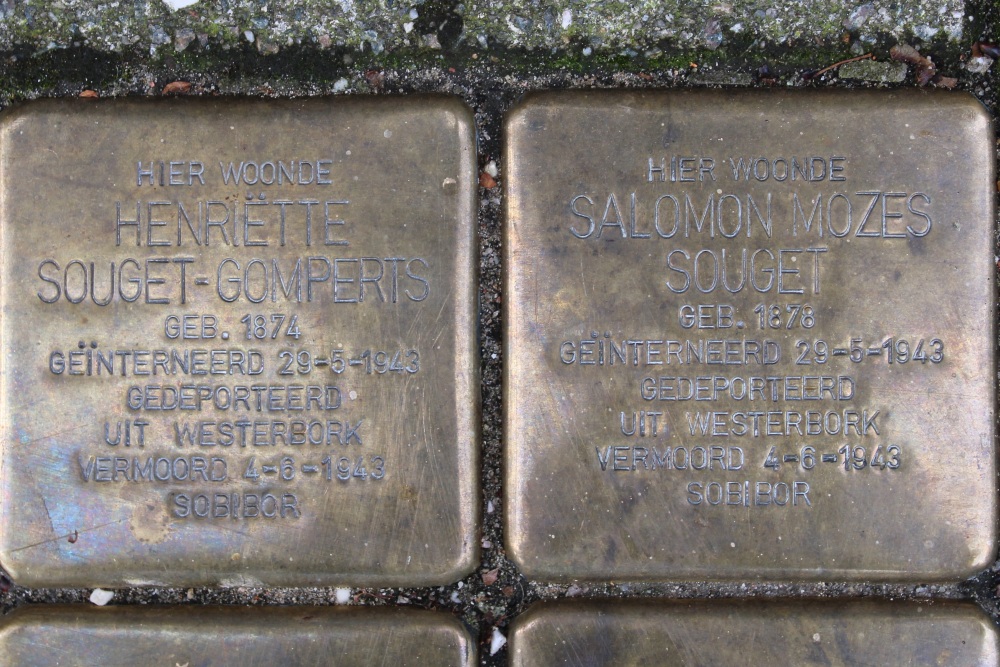 HIER WOONDE
HENRIËTTE
SOUGET-GOMPERTS
GEB. 1874
GEÏNTERNEERD 29-5-1943
GEDEPORTEERD
UIT WESTERBORK
VERMOORD 4-6-1943
SOBIBOR
HIER WOONDE
SALOMON MOZES
SOUGET
GEB. 1878
GEÏNTERNEERD 29-5-1943
GEDEPORTEERD
UIT WESTERBORK
VERMOORD 4-6-1943
SOBIBOR